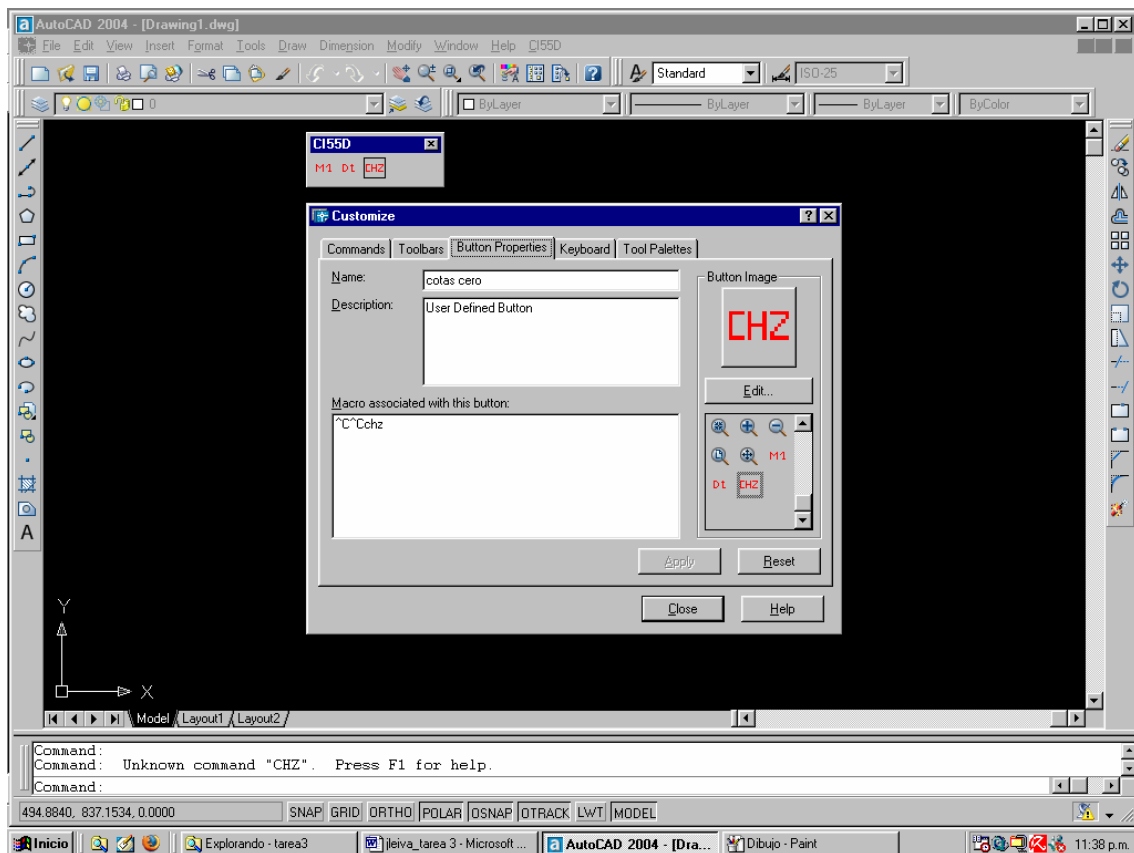 AutoCAD 2004 - [Drawing1.dwg]
File Edit View Insert Format Tools Draw Dimension Modify Window Help CI55D
Standard ISO-25
0 ByLayer ByLayer ByLayer ByColor
CI55D
M1 Dt CHZ
Customize
Commands Toolbars Button Properties Keyboard Tool Palettes
Name: cotas cero
Button Image
Description: User Defined Button
CHZ
Edit...
Macro associated with this button:
^C^Cchz
M1
Dt CHZ
Apply Reset
Close Help
A
Y
X
Model Layout1 Layout2
Command:
Command: Unknown command "CHZ". Press F1 for help.
Command:
494.8840, 837.1534, 0.0000 SNAP GRID ORTHO POLAR OSNAP OTRACK LWT MODEL
Inicio Explorando - tarea3 jleiva_tarea 3 - Microsoft ... AutoCAD 2004 - [Dra... Dibujo - Paint 11:38 p.m.